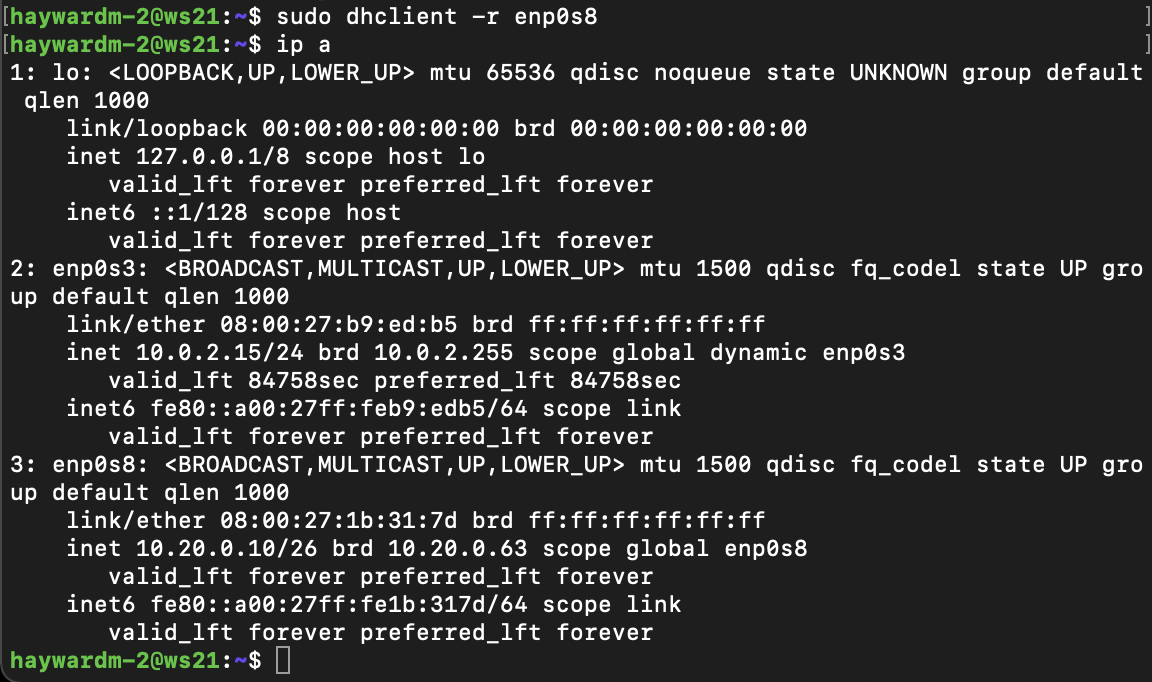 [haywardm-2@ws21:~$ sudo dhclient -r enp0s8 ]
[haywardm-2@ws21:~$ ip a ]
1: lo: <LOOPBACK,UP,LOWER_UP> mtu 65536 qdisc noqueue state UNKNOWN group default
 qlen 1000
    link/loopback 00:00:00:00:00:00 brd 00:00:00:00:00:00
    inet 127.0.0.1/8 scope host lo
       valid_lft forever preferred_lft forever
    inet6 ::1/128 scope host
       valid_lft forever preferred_lft forever
2: enp0s3: <BROADCAST,MULTICAST,UP,LOWER_UP> mtu 1500 qdisc fq_codel state UP gro
up default qlen 1000
    link/ether 08:00:27:b9:ed:b5 brd ff:ff:ff:ff:ff:ff
    inet 10.0.2.15/24 brd 10.0.2.255 scope global dynamic enp0s3
       valid_lft 84758sec preferred_lft 84758sec
    inet6 fe80::a00:27ff:feb9:edb5/64 scope link
       valid_lft forever preferred_lft forever
3: enp0s8: <BROADCAST,MULTICAST,UP,LOWER_UP> mtu 1500 qdisc fq_codel state UP gro
up default qlen 1000
    link/ether 08:00:27:1b:31:7d brd ff:ff:ff:ff:ff:ff
    inet 10.20.0.10/26 brd 10.20.0.63 scope global enp0s8
       valid_lft forever preferred_lft forever
    inet6 fe80::a00:27ff:fe1b:317d/64 scope link
       valid_lft forever preferred_lft forever
haywardm-2@ws21:~$